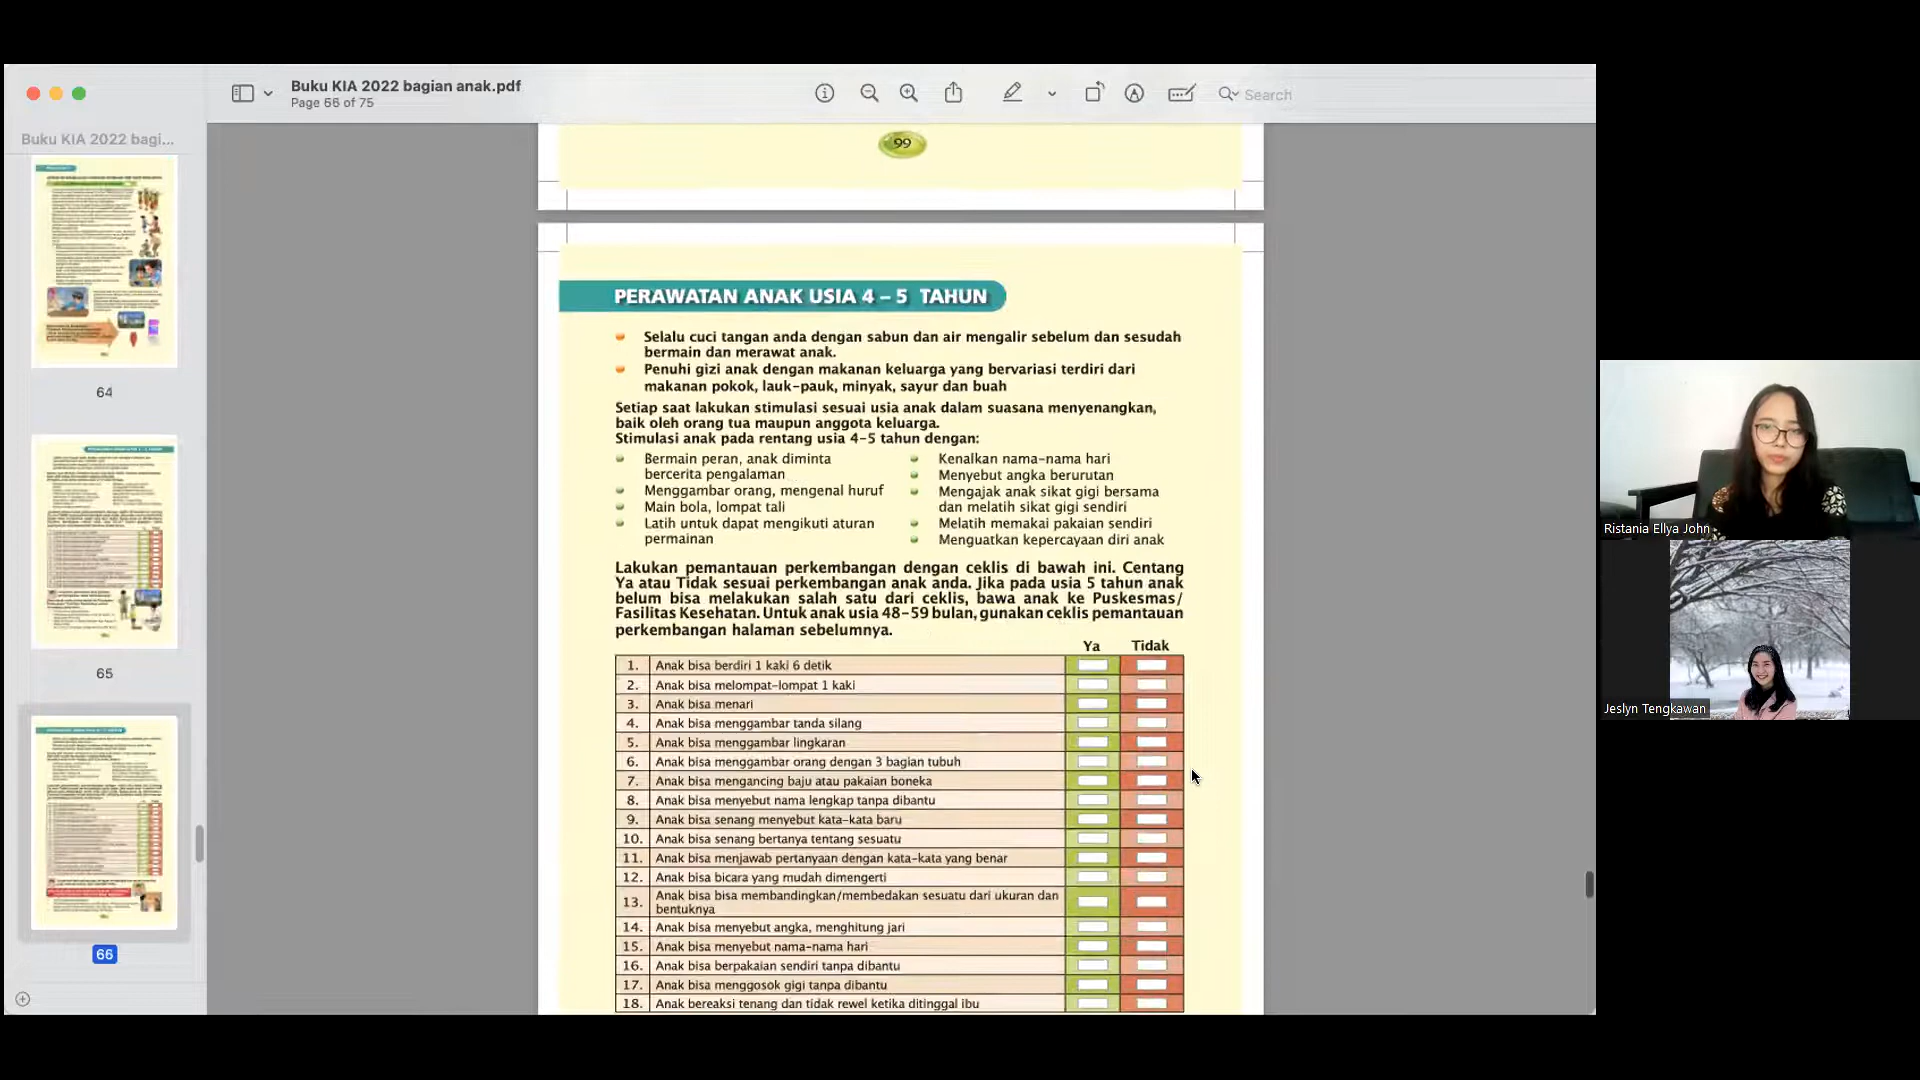 Buku KIA 2022 bagian anak.pdf
Page 66 of 75
Search
Buku KIA 2022 bagi...
64
65
66
99
PERAWATAN ANAK USIA 4 – 5 TAHUN
Selalu cuci tangan anda dengan sabun dan air mengalir sebelum dan sesudah
bermain dan merawat anak.
Penuhi gizi anak dengan makanan keluarga yang bervariasi terdiri dari
makanan pokok, lauk-pauk, minyak, sayur dan buah
Setiap saat lakukan stimulasi sesuai usia anak dalam suasana menyenangkan,
baik oleh orang tua maupun anggota keluarga.
Stimulasi anak pada rentang usia 4-5 tahun dengan:
Bermain peran, anak diminta
bercerita pengalaman
Menggambar orang, mengenal huruf
Main bola, lompat tali
Latih untuk dapat mengikuti aturan
permainan
Kenalkan nama-nama hari
Menyebut angka berurutan
Mengajak anak sikat gigi bersama
dan melatih sikat gigi sendiri
Melatih memakai pakaian sendiri
Menguatkan kepercayaan diri anak
Lakukan pemantauan perkembangan dengan ceklis di bawah ini. Centang
Ya atau Tidak sesuai perkembangan anak anda. Jika pada usia 5 tahun anak
belum bisa melakukan salah satu dari ceklis, bawa anak ke Puskesmas/
Fasilitas Kesehatan. Untuk anak usia 48-59 bulan, gunakan ceklis pemantauan
perkembangan halaman sebelumnya.
Ya Tidak
1. Anak bisa berdiri 1 kaki 6 detik
2. Anak bisa melompat-lompat 1 kaki
3. Anak bisa menari
4. Anak bisa menggambar tanda silang
5. Anak bisa menggambar lingkaran
6. Anak bisa menggambar orang dengan 3 bagian tubuh
7. Anak bisa mengancing baju atau pakaian boneka
8. Anak bisa menyebut nama lengkap tanpa dibantu
9. Anak bisa senang menyebut kata-kata baru
10. Anak bisa senang bertanya tentang sesuatu
11. Anak bisa menjawab pertanyaan dengan kata-kata yang benar
12. Anak bisa bicara yang mudah dimengerti
13. Anak bisa bisa membandingkan/membedakan sesuatu dari ukuran dan
bentuknya
14. Anak bisa menyebut angka, menghitung jari
15. Anak bisa menyebut nama-nama hari
16. Anak bisa berpakaian sendiri tanpa dibantu
17. Anak bisa menggosok gigi tanpa dibantu
18. Anak bereaksi tenang dan tidak rewel ketika ditinggal ibu
Ristania Ellya John
Jeslyn Tengkawan